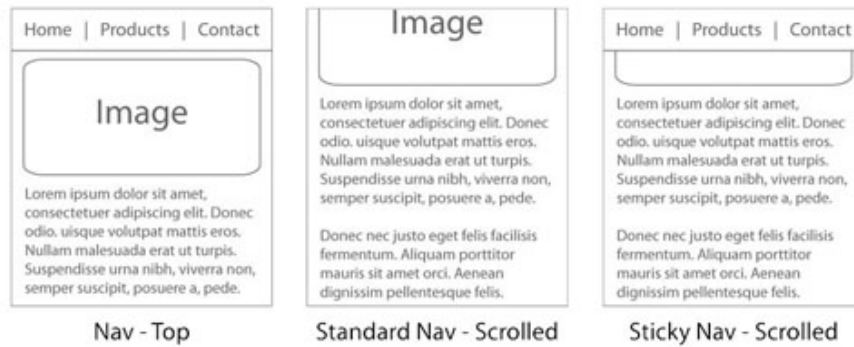 Home | Products | Contact
Image
Lorem ipsum dolor sit amet,
consectetuer adipiscing elit. Donec
odio. uisque volutpat mattis eros.
Nullam malesuada erat ut turpis.
Suspendisse urna nibh, viverra non,
semper suscipit, posuere a, pede.
Nav - Top
Image
Lorem ipsum dolor sit amet,
consectetuer adipiscing elit. Donec
odio. uisque volutpat mattis eros.
Nullam malesuada erat ut turpis.
Suspendisse urna nibh, viverra non,
semper suscipit, posuere a, pede.
Donec nec justo eget felis facilisis
fermentum. Aliquam porttitor
mauris sit amet orci. Aenean
dignissim pellentesque felis.
Standard Nav - Scrolled
Home | Products | Contact
Lorem ipsum dolor sit amet,
consectetuer adipiscing elit. Donec
odio. uisque volutpat mattis eros.
Nullam malesuada erat ut turpis.
Suspendisse urna nibh, viverra non,
semper suscipit, posuere a, pede.
Donec nec justo eget felis facilisis
fermentum. Aliquam porttitor
mauris sit amet orci. Aenean
dignissim pellentesque felis.
Sticky Nav - Scrolled